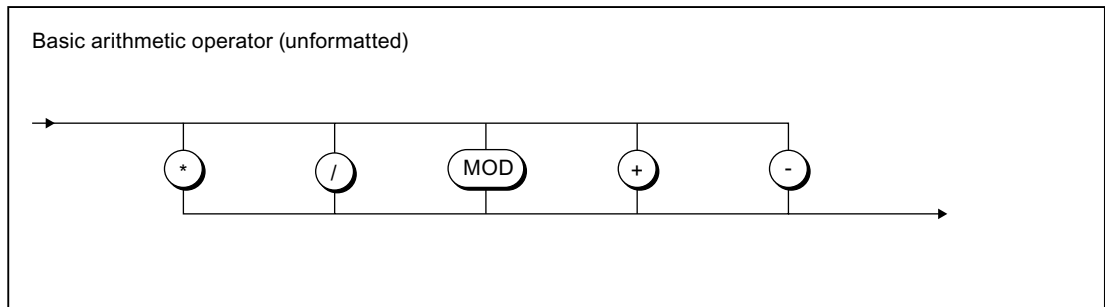 Basic arithmetic operator (unformatted)
* / MOD + -